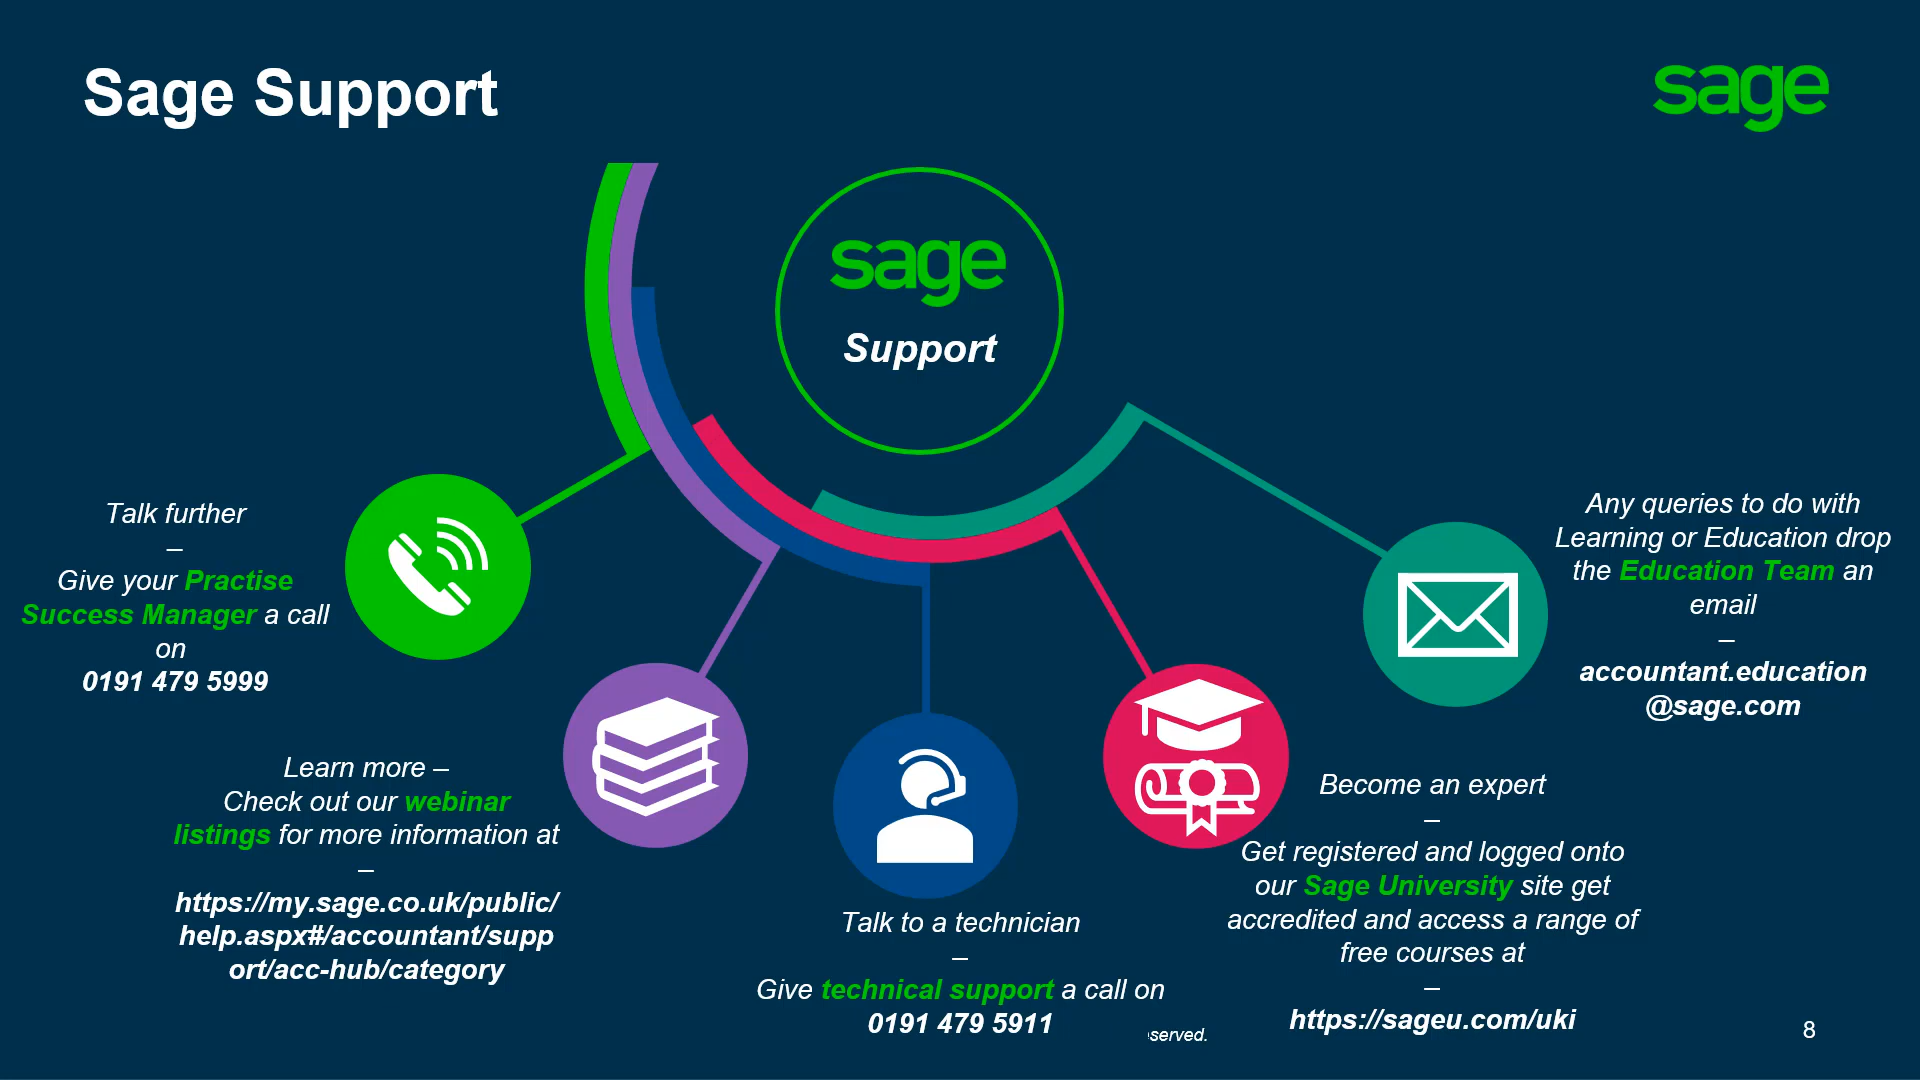 Sage Support
sage
sage
Support
Talk further
–
Give your Practise
Success Manager a call
on
0191 479 5999
Learn more –
Check out our webinar
listings for more information at
–
https://my.sage.co.uk/public/
help.aspx#/accountant/supp
ort/acc-hub/category
Talk to a technician
–
Give technical support a call on
0191 479 5911
served.
Become an expert
–
Get registered and logged onto
our Sage University site get
accredited and access a range of
free courses at
–
https://sageu.com/uki
Any queries to do with
Learning or Education drop
the Education Team an
email
–
accountant.education
@sage.com
8